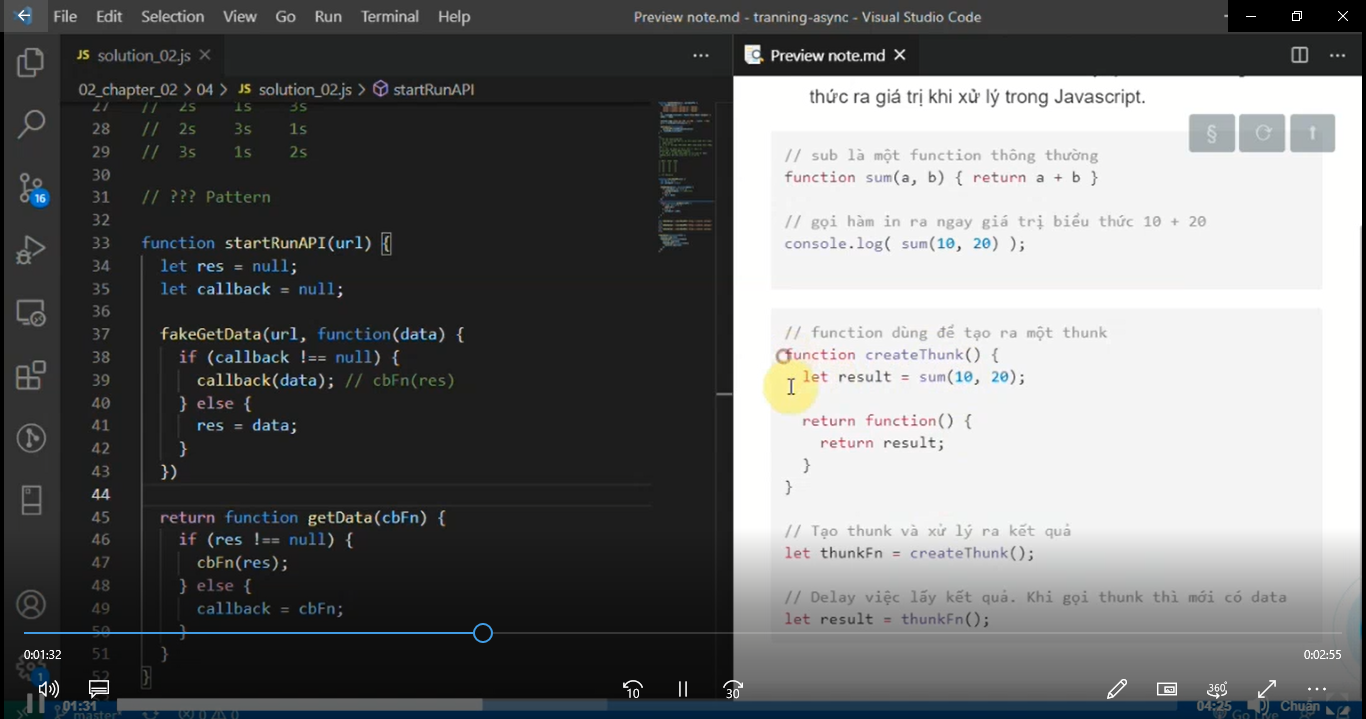 File Edit Selection View Go Run Terminal Help
Preview note.md - tranning-async - Visual Studio Code
JS solution_02.js
02_chapter_02 > 04 > JS solution_02.js > startRunAPI
27 // 2s 1s 3s
28 // 2s 3s 1s
29 // 3s 1s 2s
30
31 // ??? Pattern
32
33 function startRunAPI(url) {
34 let res = null;
35 let callback = null;
36
37 fakeGetData(url, function(data) {
38 if (callback !== null) {
39 callback(data); // cbFn(res)
40 } else {
41 res = data;
42 }
43 })
44
45 return function getData(cbFn) {
46 if (res !== null) {
47 cbFn(res);
48 } else {
49 callback = cbFn;
50 }
51 }
52 }
16
1
Preview note.md
thức ra giá trị khi xử lý trong Javascript.
§
// sub là một function thông thường
function sum(a, b) { return a + b }
// gọi hàm in ra ngay giá trị biểu thức 10 + 20
console.log( sum(10, 20) );
// function dùng để tạo ra một thunk
function createThunk() {
let result = sum(10, 20);
return function() {
return result;
}
}
// Tạo thunk và xử lý ra kết quả
let thunkFn = createThunk();
// Delay việc lấy kết quả. Khi gọi thunk thì mới có data
let result = thunkFn();
0:01:32
0:02:55
10
30
360
01:31
04:25
Chuẩn
master*
0 0
Go Live